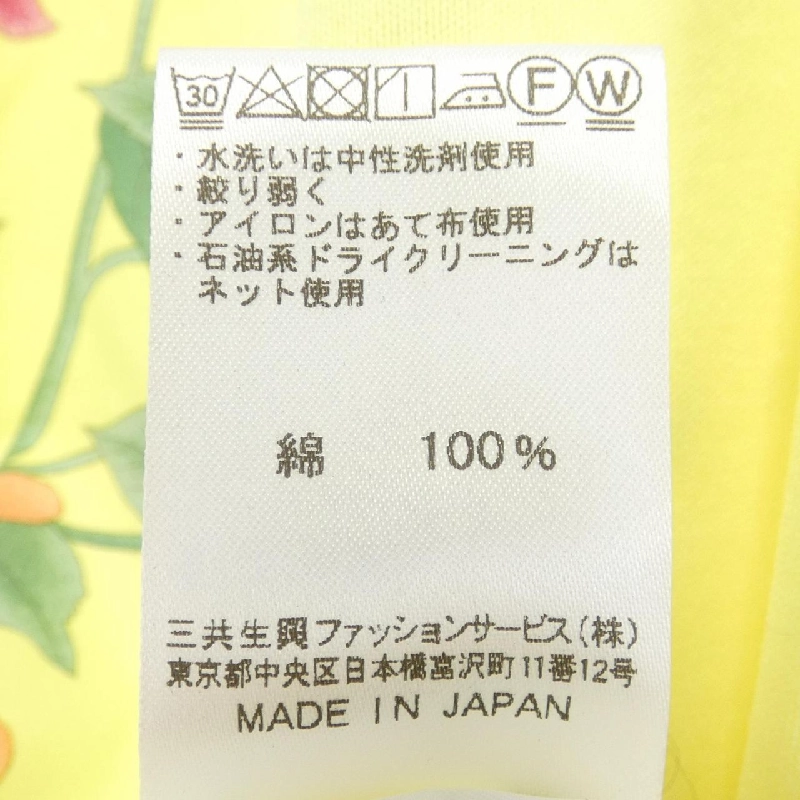 30 F W
・水洗いは中性洗剤使用
・絞り弱く
・アイロンはあて布使用
・石油系ドライクリーニングは
ネット使用
綿 100%
三共生興ファッションサービス(株)
東京都中央区日本橋富沢町11番12号
MADE IN JAPAN